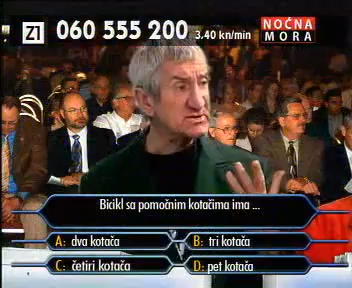 Z1 060 555 200 3.40 kn/min NOĆNA
MORA
Bicikl sa pomoćnim kotačima ima ...
A: dva kotača B: tri kotača
C: četiri kotača D: pet kotača